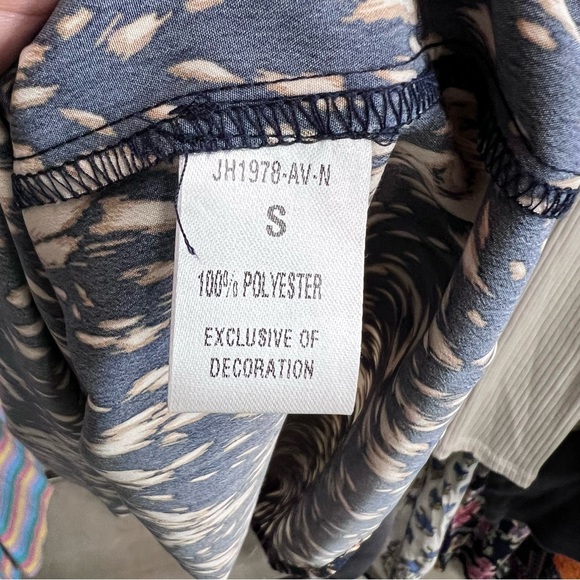 JH1978-AV-N
S
100% POLYESTER
EXCLUSIVE OF
DECORATION